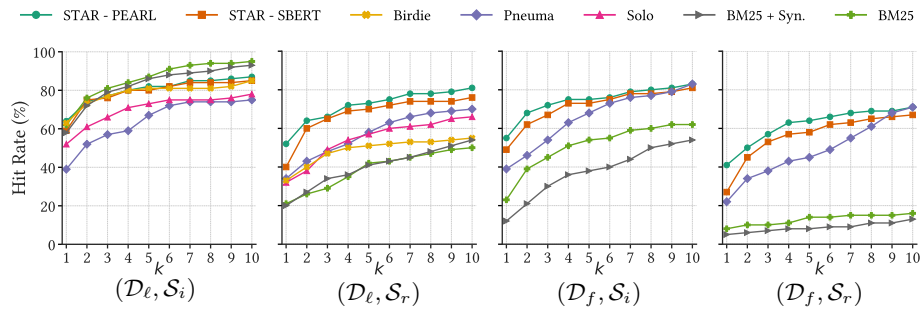 STAR - PEARL STAR - SBERT Birdie Pneuma Solo BM25 + Syn. BM25
Hit Rate (%)
100
80
60
40
20
0
1 2 3 4 5 6 7 8 9 10
1 2 3 4 5 6 7 8 9 10
1 2 3 4 5 6 7 8 9 10
1 2 3 4 5 6 7 8 9 10
k k k k
(𝒟ℓ, 𝒮i) (𝒟ℓ, 𝒮r) (𝒟f, 𝒮i) (𝒟f, 𝒮r)